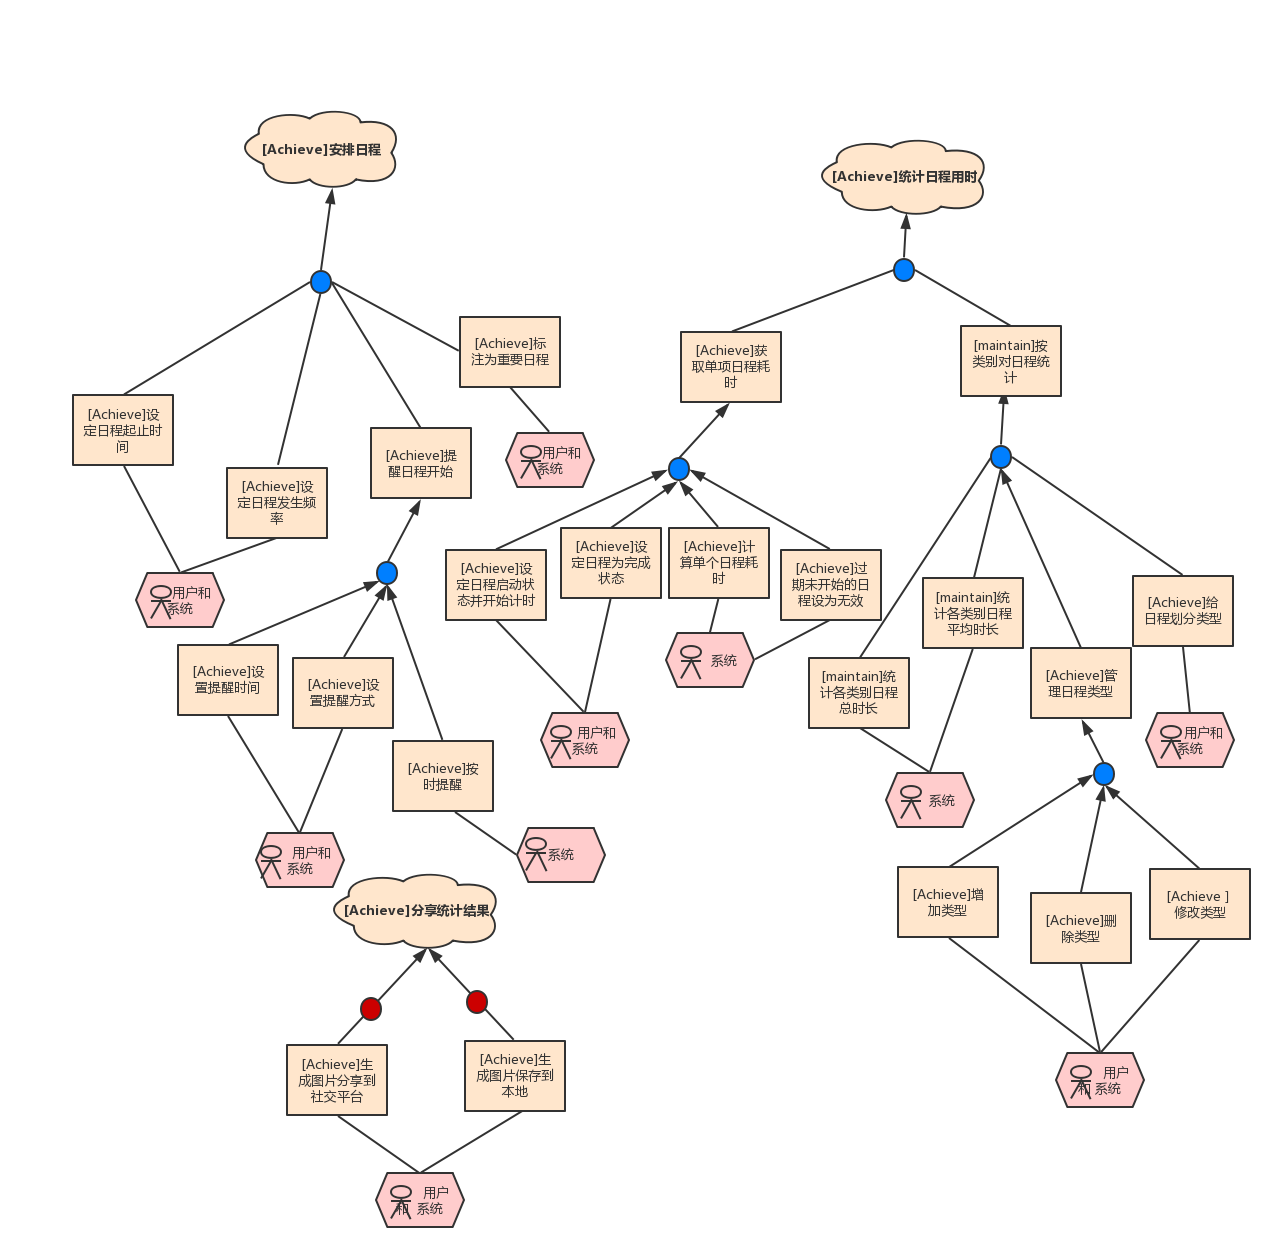 [Achieve]安排日程
[Achieve]统计日程用时
[Achieve]标
注为重要日程
[Achieve]获
取单项日程耗
时
[maintain]按
类别对日程统
计
[Achieve]设
定日程起止时
间
[Achieve]提
醒日程开始
用户和
系统
[Achieve]设
定日程发生频
率
[Achieve]设
定日程启动状
态并开始计时
[Achieve]设
定日程为完成
状态
[Achieve]计
算单个日程耗
时
[Achieve]过
期未开始的日
程设为无效
用户和
系统
[maintain]统
计各类别日程
平均时长
[Achieve]给
日程划分类型
[Achieve]设
置提醒时间
[Achieve]设
置提醒方式
系统
[maintain]统
计各类别日程
总时长
[Achieve]管
理日程类型
用户和
系统
用户和
系统
[Achieve]按
时提醒
系统
用户和
系统
系统
[Achieve]分享统计结果
[Achieve]增
加类型
[Achieve]删
除类型
[Achieve ]
修改类型
[Achieve]生
成图片分享到
社交平台
[Achieve]生
成图片保存到
本地
用户
和 系统
用户
和 系统